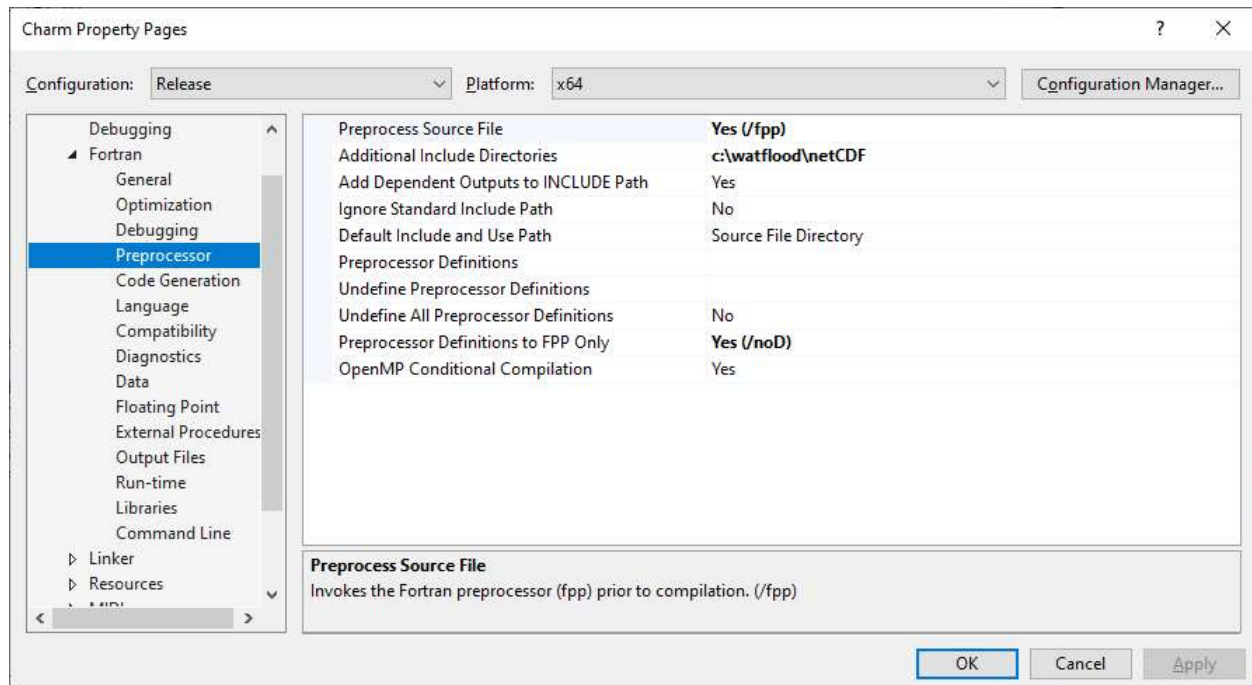 Charm Property Pages ? ×
Configuration: Release Platform: x64 Configuration Manager...
Debugging
Fortran
General
Optimization
Debugging
Preprocessor
Code Generation
Language
Compatibility
Diagnostics
Data
Floating Point
External Procedures
Output Files
Run-time
Libraries
Command Line
Linker
Resources
Preprocess Source File Yes (/fpp)
Additional Include Directories c:\watflood\netCDF
Add Dependent Outputs to INCLUDE Path Yes
Ignore Standard Include Path No
Default Include and Use Path Source File Directory
Preprocessor Definitions
Undefine Preprocessor Definitions
Undefine All Preprocessor Definitions No
Preprocessor Definitions to FPP Only Yes (/noD)
OpenMP Conditional Compilation Yes
Preprocess Source File
Invokes the Fortran preprocessor (fpp) prior to compilation. (/fpp)
OK Cancel Apply